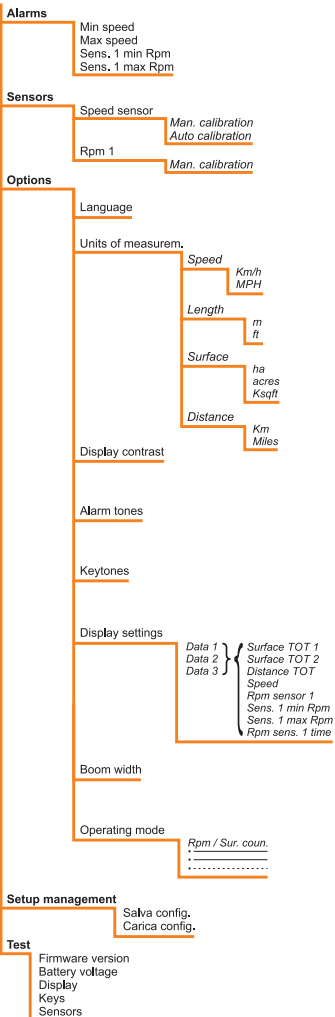 Alarms
Min speed
Max speed
Sens. 1 min Rpm
Sens. 1 max Rpm
Sensors
Speed sensor
Man. calibration
Auto calibration
Rpm 1
Man. calibration
Options
Language
Units of measurem.
Speed
Km/h
MPH
Length
m
ft
Surface
ha
acres
Ksqft
Distance
Km
Miles
Display contrast
Alarm tones
Keytones
Display settings
Data 1
Data 2
Data 3
Surface TOT 1
Surface TOT 2
Distance TOT
Speed
Rpm sensor 1
Sens. 1 min Rpm
Sens. 1 max Rpm
Rpm sens. 1 time
Boom width
Operating mode
Rpm / Sur. coun.
Setup management
Salva config.
Carica config.
Test
Firmware version
Battery voltage
Display
Keys
Sensors